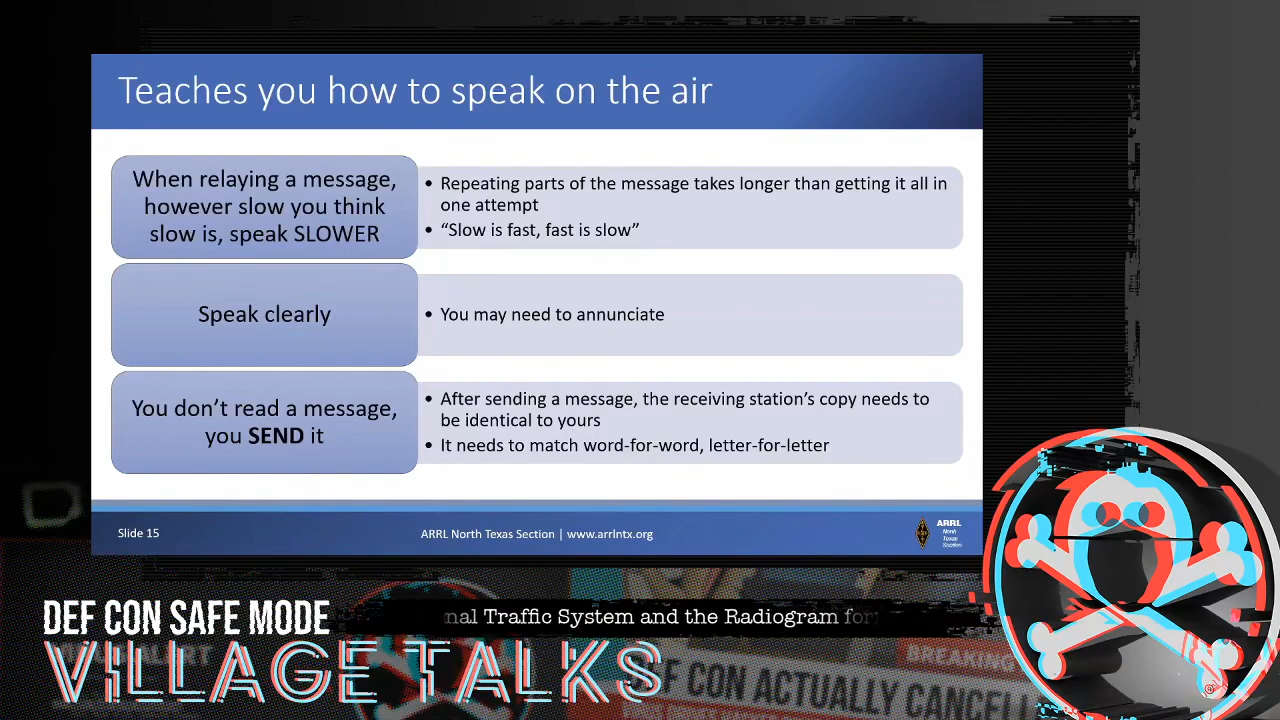 Teaches you how to speak on the air
When relaying a message,
however slow you think
slow is, speak SLOWER
• Repeating parts of the message takes longer than getting it all in
one attempt
• “Slow is fast, fast is slow”
Speak clearly
• You may need to annunciate
You don’t read a message,
you SEND it
• After sending a message, the receiving station’s copy needs to
be identical to yours
• It needs to match word-for-word, letter-for-letter
Slide 15
ARRL North Texas Section | www.arrlntx.org
ARRL
North
Texas
Section
DEF CON SAFE MODE
nal Traffic System and the Radiogram for
VILLAGE TALKS
BREAKING
DEF CON ACTUALLY CANCELL